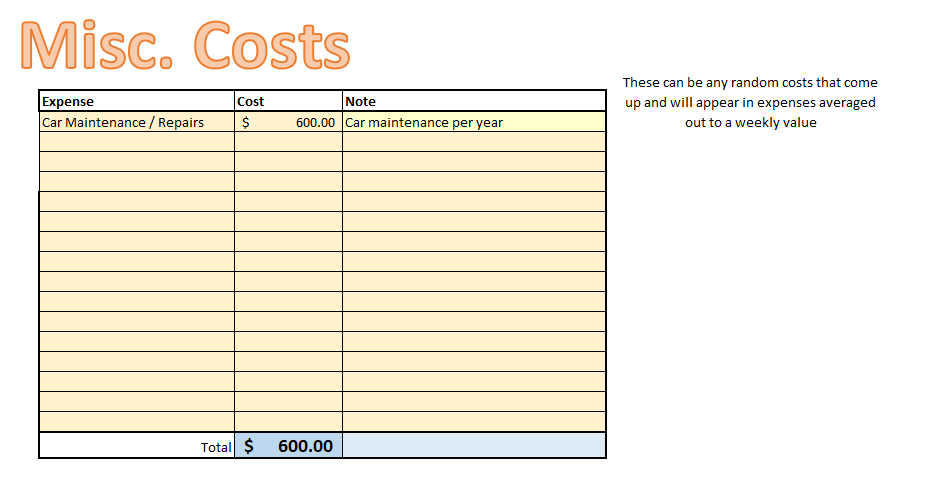 Misc. Costs
These can be any random costs that come
up and will appear in expenses averaged
out to a weekly value
Expense Cost Note
Car Maintenance / Repairs $ 600.00 Car maintenance per year
Total $ 600.00